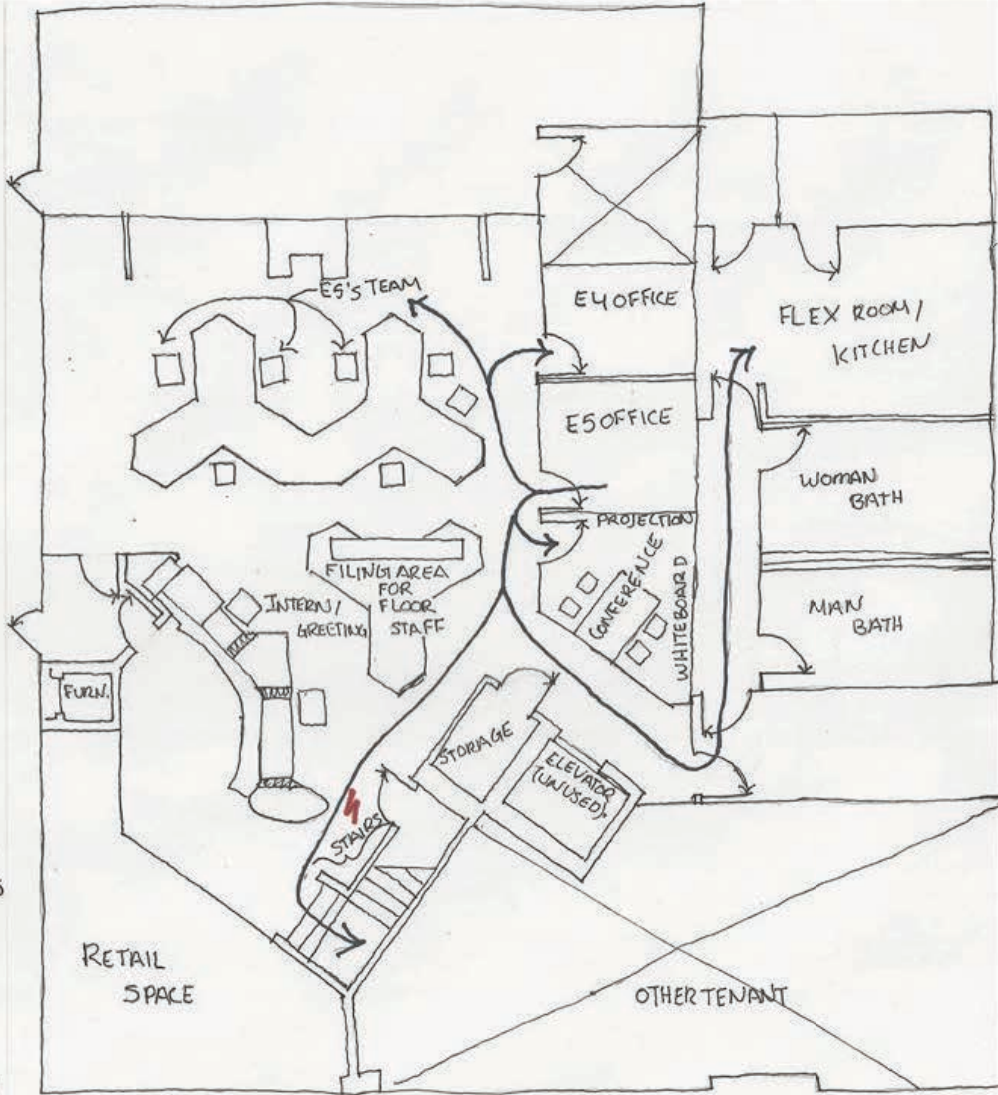 E5'S TEAM
E4 OFFICE
FLEX ROOM/
KITCHEN
E5 OFFICE
WOMAN
BATH
PROJECTION
CONFERENCE
WHITEBOARD
MAN
BATH
FILING AREA
FOR
FLOOR
STAFF
INTERN/
GREETING
FURN.
STORAGE
ELEVATOR
(UNUSED)
STAIRS
RETAIL
SPACE
OTHER TENANT